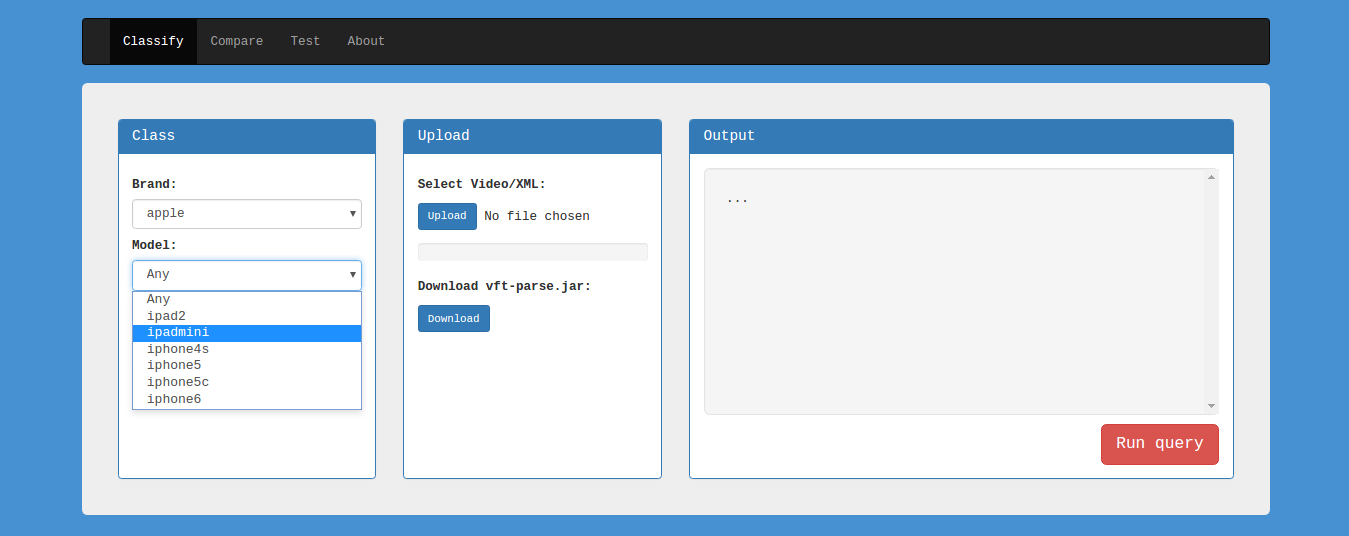 Classify Compare Test About
Class
Brand:
apple
Model:
Any
Any
ipad2
ipadmini
iphone4s
iphone5
iphone5c
iphone6
Upload
Select Video/XML:
Upload No file chosen
Download vft-parse.jar:
Download
Output
...
Run query